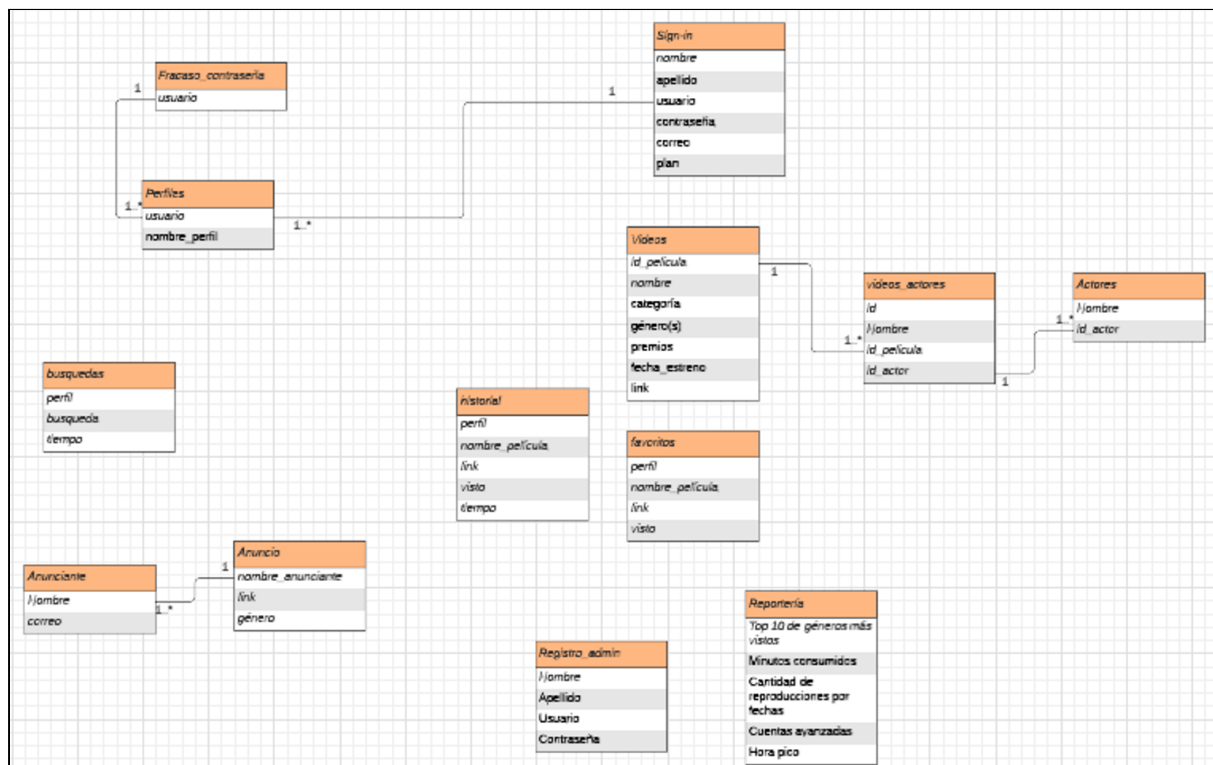 Sign-in
nombre
apellido
usuario
contraseña
correo
plan
Fracaso_contraseña
usuario
1
1
Perfiles
usuario
nombre_perfil
1..*
1..*
Videos
id_película
nombre
categoría
género(s)
premios
fecha_estreno
link
1
videos_actores
id
Nombre
id_película
id_actor
1..*
1
Actores
Nombre
id_actor
1..*
busquedas
perfil
busqueda
tiempo
historial
perfil
nombre_película
link
visto
tiempo
favoritos
perfil
nombre_película
link
visto
Anunciante
Nombre
correo
1..*
Anuncio
nombre_anunciante
link
género
1
Registro_admin
Nombre
Apellido
Usuario
Contraseña
Reportería
Top 10 de géneros más
vistos
Minutos consumidos
Cantidad de
reproducciones por
fechas
Cuentas avanzadas
Hora pico